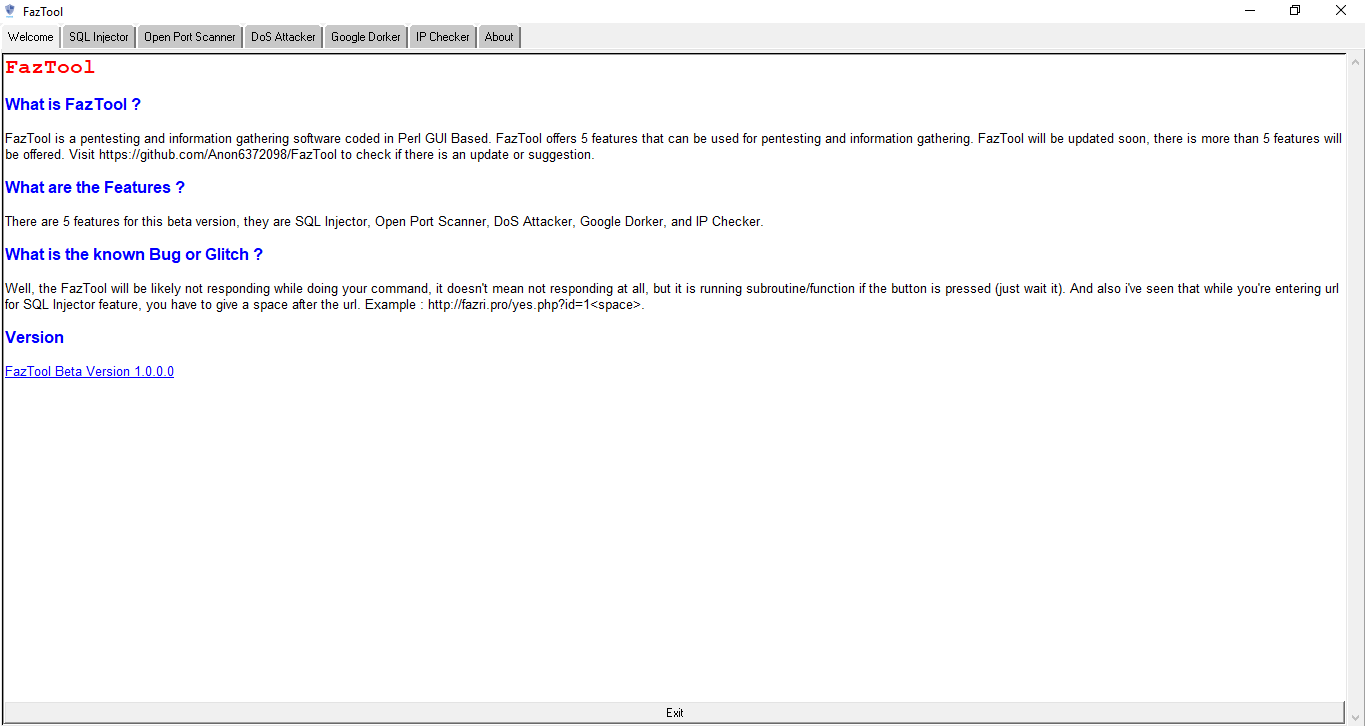 FazTool
Welcome SQL Injector Open Port Scanner DoS Attacker Google Dorker IP Checker About
FazTool
What is FazTool ?
FazTool is a pentesting and information gathering software coded in Perl GUI Based. FazTool offers 5 features that can be used for pentesting and information gathering. FazTool will be updated soon, there is more than 5 features will
be offered. Visit https://github.com/Anon6372098/FazTool to check if there is an update or suggestion.
What are the Features ?
There are 5 features for this beta version, they are SQL Injector, Open Port Scanner, DoS Attacker, Google Dorker, and IP Checker.
What is the known Bug or Glitch ?
Well, the FazTool will be likely not responding while doing your command, it doesn't mean not responding at all, but it is running subroutine/function if the button is pressed (just wait it). And also i've seen that while you're entering url
for SQL Injector feature, you have to give a space after the url. Example : http://fazri.pro/yes.php?id=1<space>.
Version
FazTool Beta Version 1.0.0.0
Exit